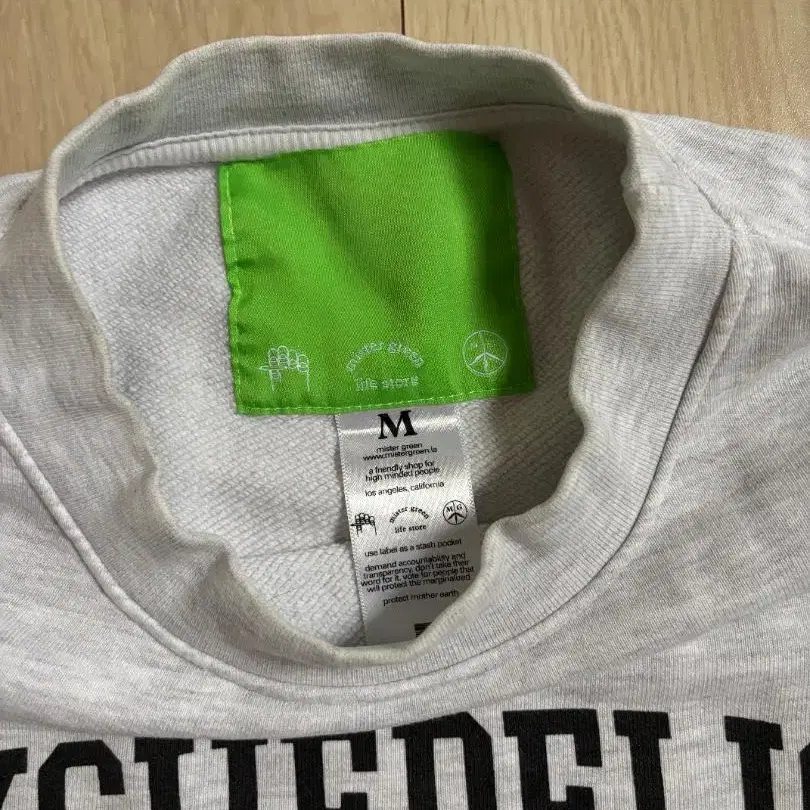 mister green
life store
M
mister green
www.mistergreen.la
a friendly shop for
high minded people
los angeles, california
mister green
life store
M G
use label as a stash pocket
demand accountability and
transparency, don't take their
word for it. vote for people that
will protect the marginalized.
protect mother earth
YCHEDELIC